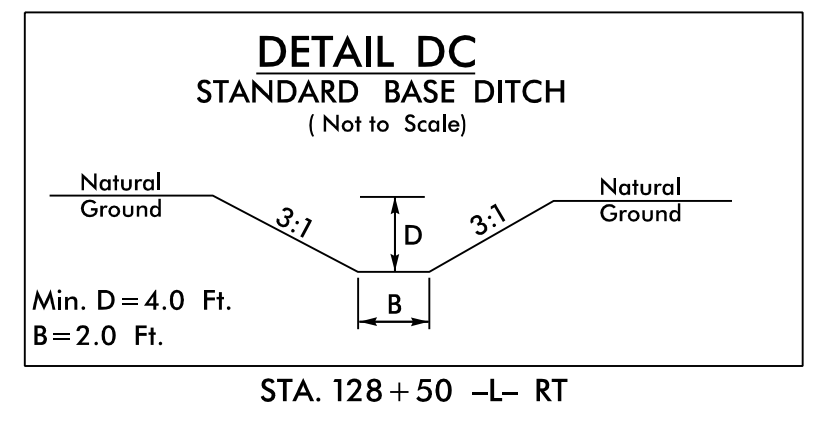 DETAIL DC
STANDARD BASE DITCH
( Not to Scale)
Natural
Ground
3:1
D
3:1
Natural
Ground
Min. D=4.0 Ft.
B
B=2.0 Ft.
STA. 128+50 -L- RT